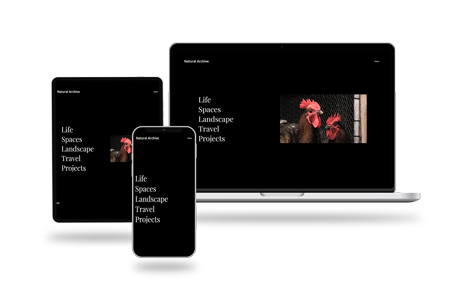 Natural Archive
Life
Spaces
Landscape
Travel
Projects
Natural Archive
Life
Spaces
Landscape
Travel
Projects
Natural Archive
Life
Spaces
Landscape
Travel
Projects